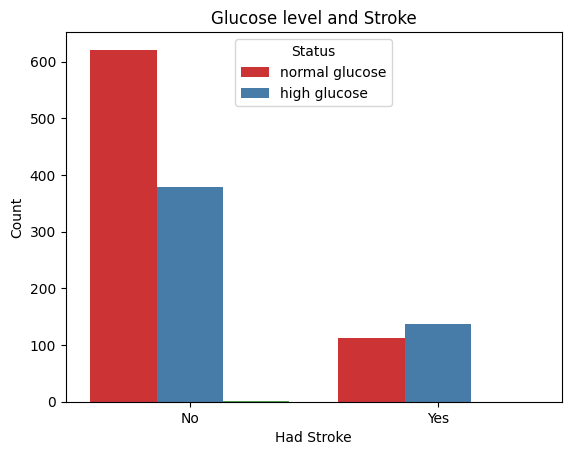 Glucose level and Stroke
Status
normal glucose
high glucose
Count
600
500
400
300
200
100
0
No
Yes
Had Stroke